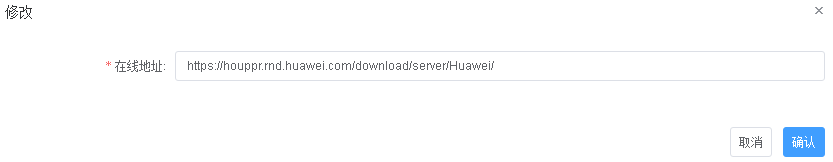 修改
* 在线地址: https://houppr.rnd.huawei.com/download/server/Huawei/
取消 确认